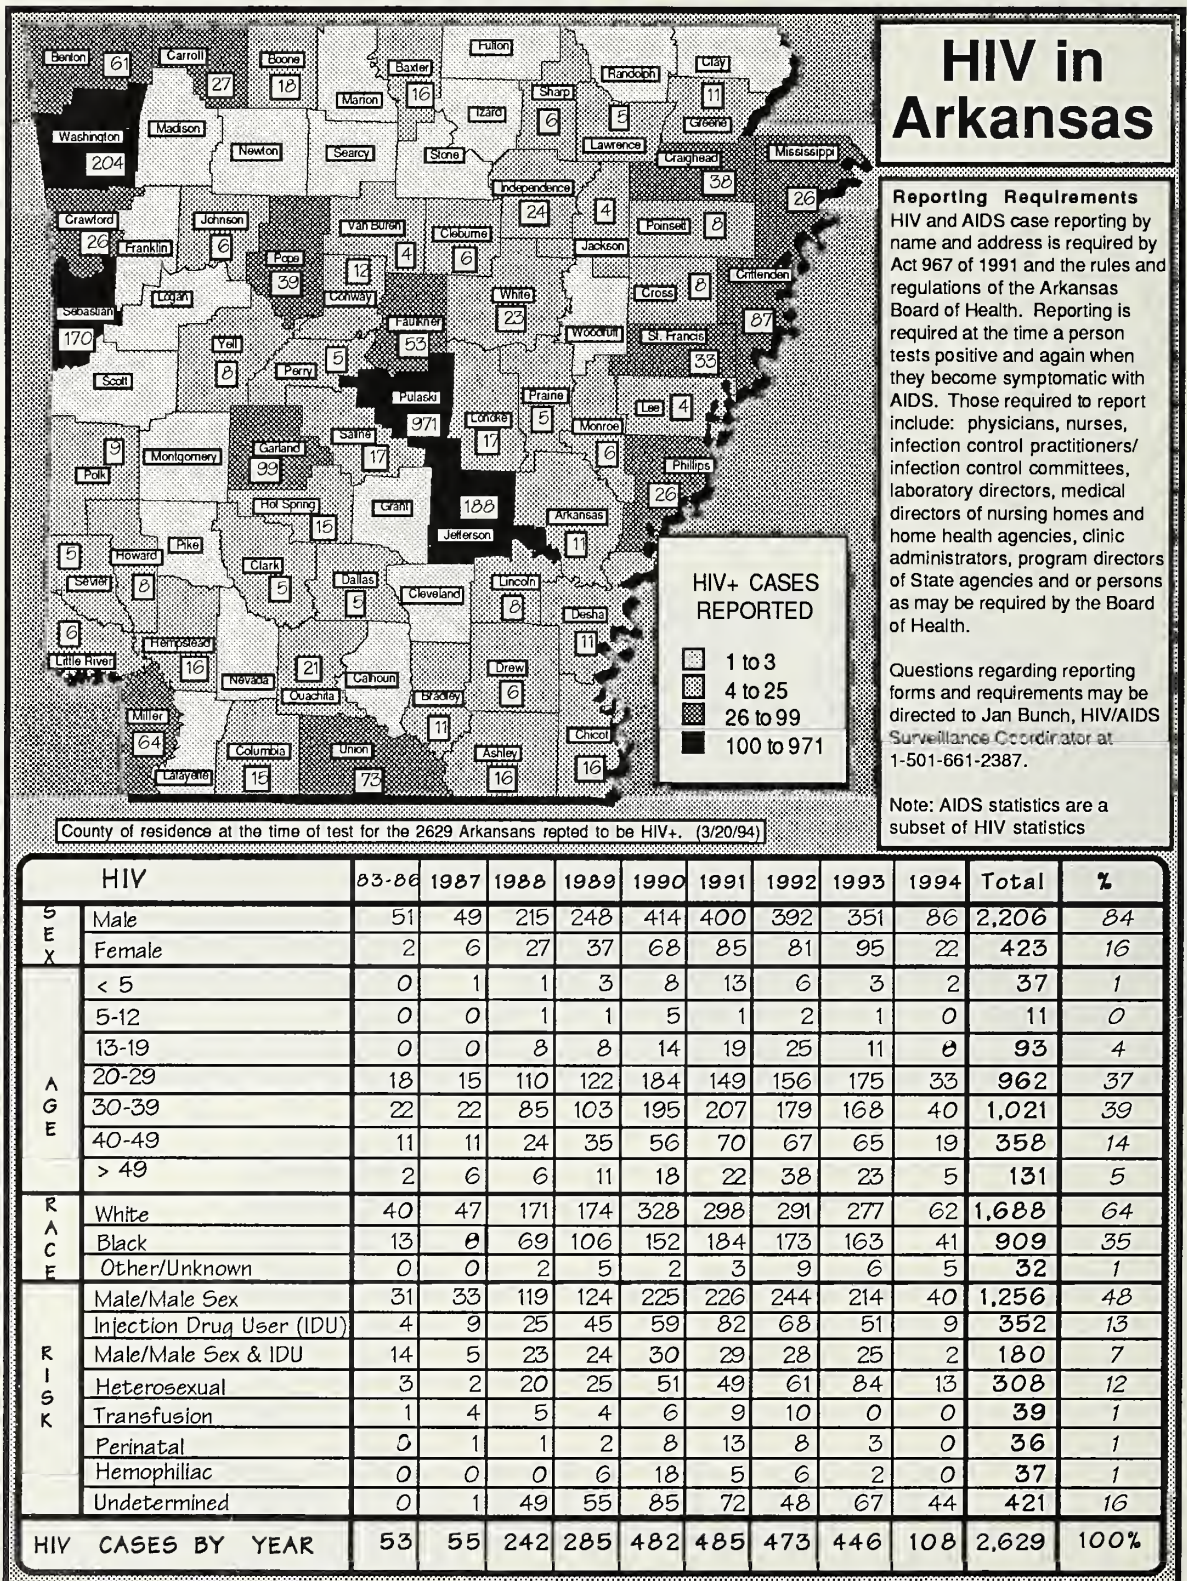 HIV in
Arkansas
Benton 61
Carroll 27
Boone 18
Marion
Baxter 16
Fulton
Izard
Sharp 6
Randolph
Lawrence 5
Clay
Greene 11
Washington 204
Madison
Newton
Searcy
Stone
Independence 24
Craighead 38
Mississippi 26
Crawford 26
Franklin
Johnson 6
Pope 39
Van Buren 4
Cleburne 6
Jackson 4
Poinsett 8
Sebastian 170
Logan
Conway 12
Faulkner 53
White 23
Woodruff
Cross 8
Crittenden 87
St. Francis 33
Scott
Yell 8
Perry 5
Pulaski 971
Lonoke 17
Prairie 5
Monroe 6
Lee 4
Phillips 26
Polk 9
Montgomery
Garland 99
Saline 17
Hot Spring 15
Grant
Jefferson 188
Arkansas 11
Sevier 5
Howard 8
Pike
Clark 5
Dallas 5
Cleveland
Lincoln 8
Desha 11
Little River 6
Hempstead 16
Nevada
Ouachita 21
Calhoun
Bradley 11
Drew 6
Chicot 16
Miller 64
Lafayette
Columbia 15
Union 73
Ashley 16
HIV+ CASES
REPORTED
1 to 3
4 to 25
26 to 99
100 to 971
County of residence at the time of test for the 2629 Arkansans repted to be HIV+. (3/20/94)
Reporting Requirements
HIV and AIDS case reporting by
name and address is required by
Act 967 of 1991 and the rules and
regulations of the Arkansas
Board of Health. Reporting is
required at the time a person
tests positive and again when
they become symptomatic with
AIDS. Those required to report
include: physicians, nurses,
infection control practitioners/
infection control committees,
laboratory directors, medical
directors of nursing homes and
home health agencies, clinic
administrators, program directors
of State agencies and or persons
as may be required by the Board
of Health.
Questions regarding reporting
forms and requirements may be
directed to Jan Bunch, HIV/AIDS
Surveillance Coordinator at
1-501-661-2387.
Note: AIDS statistics are a
subset of HIV statistics
HIV 83-86 1987 1988 1989 1990 1991 1992 1993 1994 Total %
SEX
Male 51 49 215 248 414 400 392 351 86 2,206 84
Female 2 6 27 37 68 85 81 95 22 423 16
AGE
< 5 0 1 1 3 8 13 6 3 2 37 1
5-12 0 0 1 1 5 1 2 1 0 11 0
13-19 0 0 8 8 14 19 25 11 8 93 4
20-29 18 15 110 122 184 149 156 175 33 962 37
30-39 22 22 85 103 195 207 179 168 40 1,021 39
40-49 11 11 24 35 56 70 67 65 19 358 14
> 49 2 6 6 11 18 22 38 23 5 131 5
RACE
White 40 47 171 174 328 298 291 277 62 1,688 64
Black 13 8 69 106 152 184 173 163 41 909 35
Other/Unknown 0 0 2 5 2 3 9 6 5 32 1
RISK
Male/Male Sex 31 33 119 124 225 226 244 214 40 1,256 48
Injection Drug User (IDU) 4 9 25 45 59 82 68 51 9 352 13
Male/Male Sex & IDU 14 5 23 24 30 29 28 25 2 180 7
Heterosexual 3 2 20 25 51 49 61 84 13 308 12
Transfusion 1 4 5 4 6 9 10 0 0 39 1
Perinatal 0 1 1 2 8 13 8 3 0 36 1
Hemophiliac 0 0 0 6 18 5 6 2 0 37 1
Undetermined 0 1 49 55 85 72 48 67 44 421 16
HIV CASES BY YEAR 53 55 242 285 482 485 473 446 108 2,629 100%